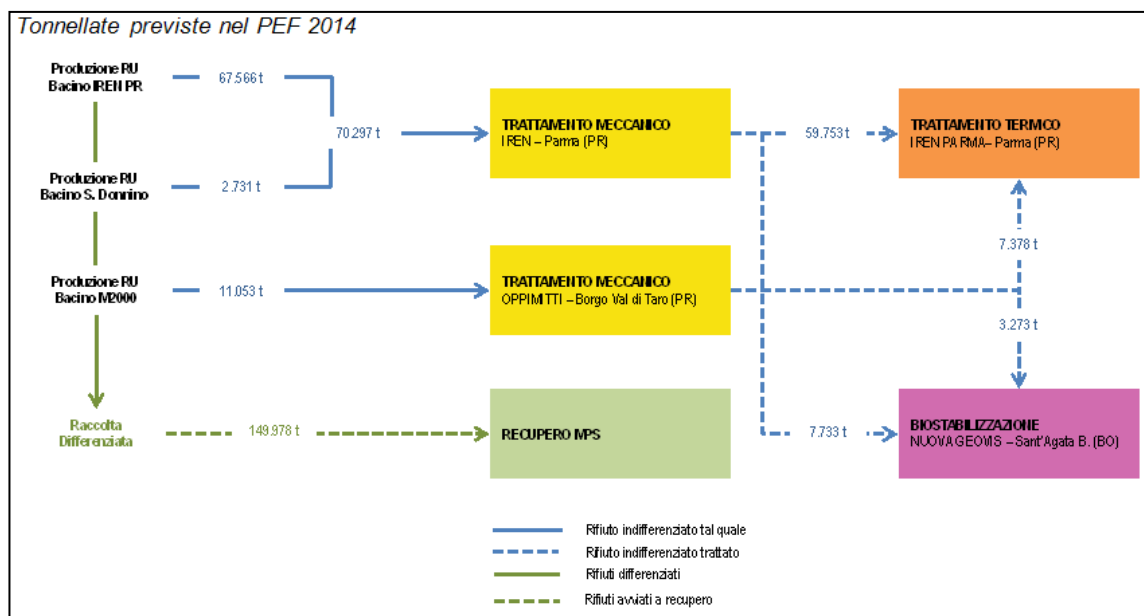 Tonnellate previste nel PEF 2014
Produzione RU
Bacino IREN PR
67.566 t
70.297 t
TRATTAMENTO MECCANICO
IREN – Parma (PR)
59.753 t
TRATTAMENTO TERMICO
IREN PARMA– Parma (PR)
Produzione RU
Bacino S. Donnino
2.731 t
7.378 t
Produzione RU
Bacino M2000
11.053 t
TRATTAMENTO MECCANICO
OPPIMITTI – Borgo Val di Taro (PR)
3.273 t
Raccolta
Differenziata
149.978 t
RECUPERO MPS
7.733 t
BIOSTABILIZZAZIONE
NUOVA GEOVIS – Sant'Agata B. (BO)
Rifiuto indifferenziato tal quale
Rifiuto indifferenziato trattato
Rifiuti differenziati
Rifiuti avviati a recupero